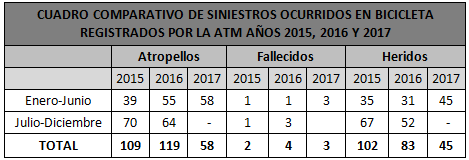 CUADRO COMPARATIVO DE SINIESTROS OCURRIDOS EN BICICLETA
REGISTRADOS POR LA ATM AÑOS 2015, 2016 Y 2017
Atropellos Fallecidos Heridos
2015 2016 2017 2015 2016 2017 2015 2016 2017
Enero-Junio 39 55 58 1 1 3 35 31 45
Julio-Diciembre 70 64 - 1 3 67 52 -
TOTAL 109 119 58 2 4 3 102 83 45